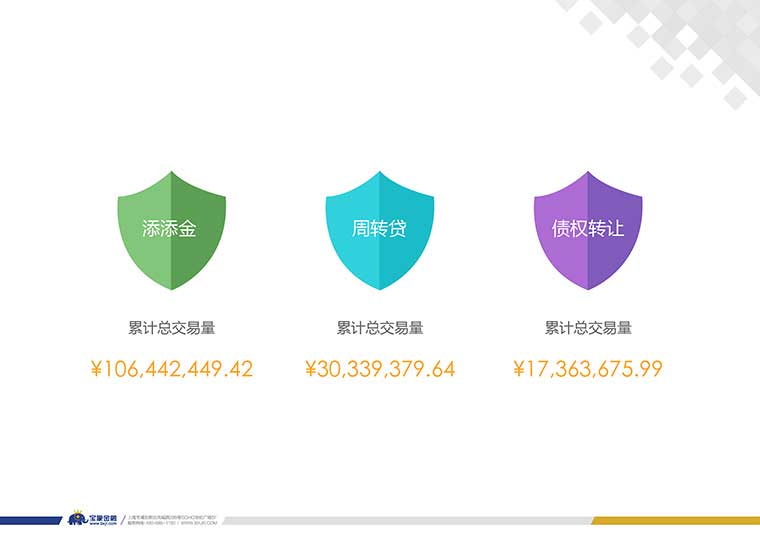 添添金
周转贷
债权转让
累计总交易量
累计总交易量
累计总交易量
¥106,442,449.42
¥30,339,379.64
¥17,363,675.99
宝象金融